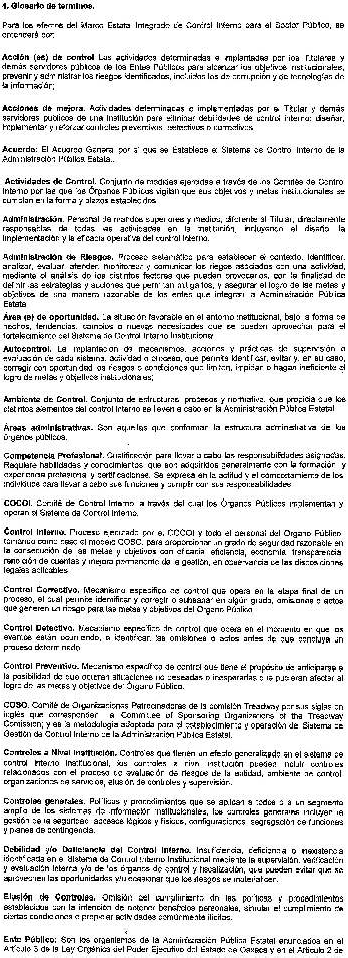 4. Glosario de términos.
Para los efectos del Marco Estatal Integrado de Control Interno para el Sector Público, se
entenderá por:
Acción (es) de control Las actividades determinadas e implantadas por los Titulares y
demás servidores públicos de los Entes Públicos para alcanzar los objetivos institucionales,
prevenir y administrar los riesgos identificados, incluidos los de corrupción y de tecnologías de
la información;
Acciones de mejora. Actividades determinadas e implementadas por el Titular y demás
servidores públicos de una Institución para eliminar debilidades de control interno; diseñar,
implementar y reforzar controles preventivos, detectivos o correctivos.
Acuerdo: El Acuerdo General por el que se Establece el Sistema de Control Interno de la
Administración Pública Estatal.
Actividades de Control. Conjunto de medidas ejercidas a través de los Comités de Control
Interno por las que los Órganos Públicos vigilan que sus objetivos y metas institucionales se
cumplan en la forma y plazos establecidos
Administración. Personal de mandos superiores y medios, diferente al Titular, directamente
responsables de todas las actividades en la institución, incluyendo el diseño, la
implementación y la eficacia operativa del control interno.
Administración de Riesgos. Proceso sistemático para establecer el contexto, identificar,
analizar, evaluar, atender, monitorear y comunicar los riesgos asociados con una actividad,
mediante el análisis de los distintos factores que pueden provocarlos, con la finalidad de
definir las estrategias y acciones que permitan mitigarlos, y asegurar el logro de las metas y
objetivos de una manera razonable de los entes que integran la Administración Pública
Estatal
Área (s) de oportunidad. La situación favorable en el entorno institucional, bajo la forma de
hechos, tendencias, cambios o nuevas necesidades que se pueden aprovechar para el
fortalecimiento del Sistema de Control Interno Institucional;
Autocontrol. La implantación de mecanismos, acciones y prácticas de supervisión o
evaluación de cada sistema, actividad o proceso, que permita identificar, evitar y, en su caso,
corregir con oportunidad los riesgos o condiciones que limiten, impidan o hagan ineficiente el
logro de metas y objetivos institucionales;
Ambiente de Control. Conjunto de estructuras, procesos y normativa, que propicia que los
distintos elementos del control interno se lleven a cabo en la Administración Pública Estatal
Áreas administrativas. Son aquellas que conforman la estructura administrativa de los
órganos públicos.
Competencia Profesional. Cualificación para llevar a cabo las responsabilidades asignadas.
Requiere habilidades y conocimientos, que son adquiridos generalmente con la formación y
experiencia profesional y certificaciones. Se expresa en la actitud y el comportamiento de los
individuos para llevar a cabo sus funciones y cumplir con sus responsabilidades
COCOI. Comité de Control Interno, a través del cual los Órganos Públicos implementan y
operan el Sistema de Control Interno.
Control Interno. Proceso ejecutado por el COCOI y todo el personal del Órgano Público,
teniendo como base el modelo COSO, para proporcionar un grado de seguridad razonable en
la consecución de las metas y objetivos con eficacia, eficiencia, economía, transparencia,
rendición de cuentas y mejora permanente de la gestión, en observancia de las disposiciones
legales aplicables
Control Correctivo. Mecanismo específico de control que opera en la etapa final de un
proceso, el cual permite identificar y corregir o subsanar en algún grado, omisiones o actos
que generen un riesgo para las metas y objetivos del Órgano Público
Control Detectivo. Mecanismo específico de control que opera en el momento en que los
eventos están ocurriendo, e identifican las omisiones o actos antes de que concluya un
proceso determinado
Control Preventivo. Mecanismo específico de control que tiene el propósito de anticiparse a
la posibilidad de que ocurran situaciones no deseadas o inesperadas que pudieran afectar al
logro de las metas y objetivos del Órgano Público.
COSO. Comité de Organizaciones Patrocinadoras de la comisión Treadway por sus siglas en
inglés que corresponden a Committee of Sponsoring Organizations of the Treadway
Comission; y es la metodología adoptada para el establecimiento y operación del Sistema de
Gestión de Control Interno de la Administración Pública Estatal.
Controles a Nivel Institución. Controles que tienen un efecto generalizado en el sistema de
control interno institucional, los controles a nivel institución pueden incluir controles
relacionados con el proceso de evaluación de riesgos de la entidad, ambiente de control,
organizaciones de servicios, elusión de controles y supervisión.
Controles generales. Políticas y procedimientos que se aplican a todos o a un segmento
amplio de los sistemas de información institucionales, los controles generales incluyen la
gestión de la seguridad, accesos lógicos y físicos, configuraciones, segregación de funciones
y planes de contingencia.
Debilidad y/o Deficiencia del Control Interno. Insuficiencia, deficiencia o inexistencia
identificada en el Sistema de Control Interno Institucional mediante la supervisión, verificación
y evaluación interna y/o de los órganos de control y fiscalización, que pueden evitar que se
aprovechen las oportunidades y/u ocasionar que los riesgos se materialicen.
Elusión de Controles. Omisión del cumplimiento de las políticas y procedimientos
establecidos con la intención de obtener beneficios personales, simular el cumplimiento de
ciertas condiciones o propiciar actividades comúnmente ilícitas.
Ente Público: Son los organismos de la Administración Pública Estatal enunciados en el
Artículo 3 de la Ley Orgánica del Poder Ejecutivo del Estado de Oaxaca y en el Artículo 2 de